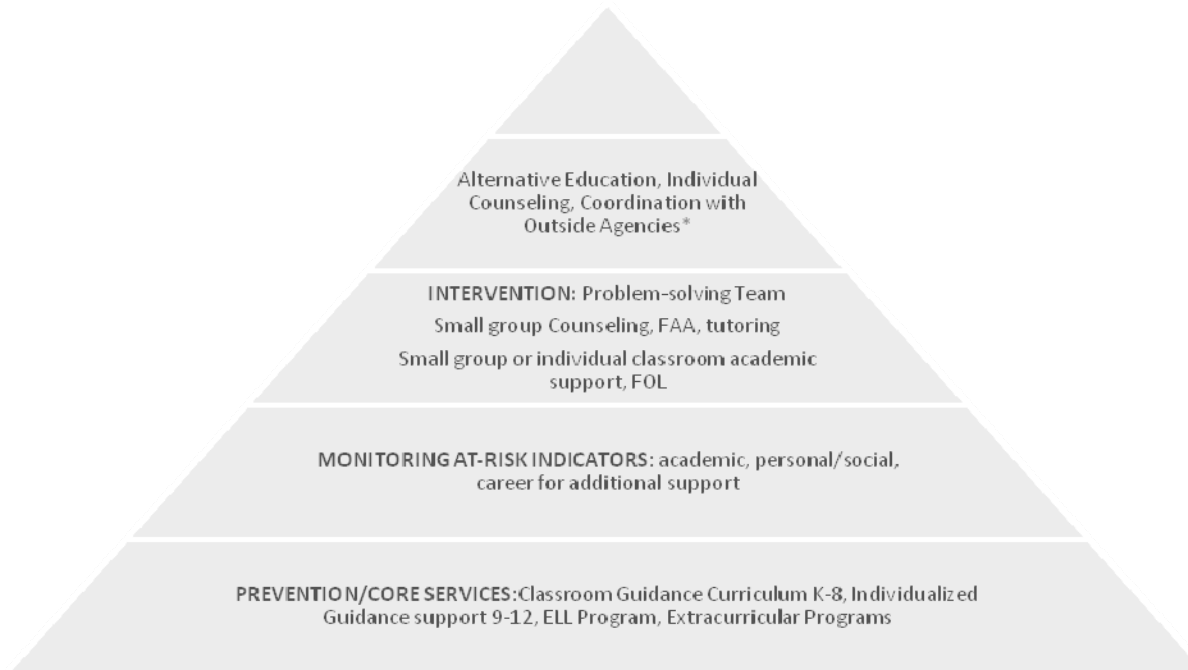 Alternative Education, Individual
Counseling, Coordination with
Outside Agencies*
INTERVENTION: Problem-solving Team
Small group Counseling, FAA, tutoring
Small group or individual classroom academic
support, FOL
MONITORING AT-RISK INDICATORS: academic, personal/social,
career for additional support
PREVENTION/CORE SERVICES:Classroom Guidance Curriculum K-8, Individualized
Guidance support 9-12, ELL Program, Extracurricular Programs